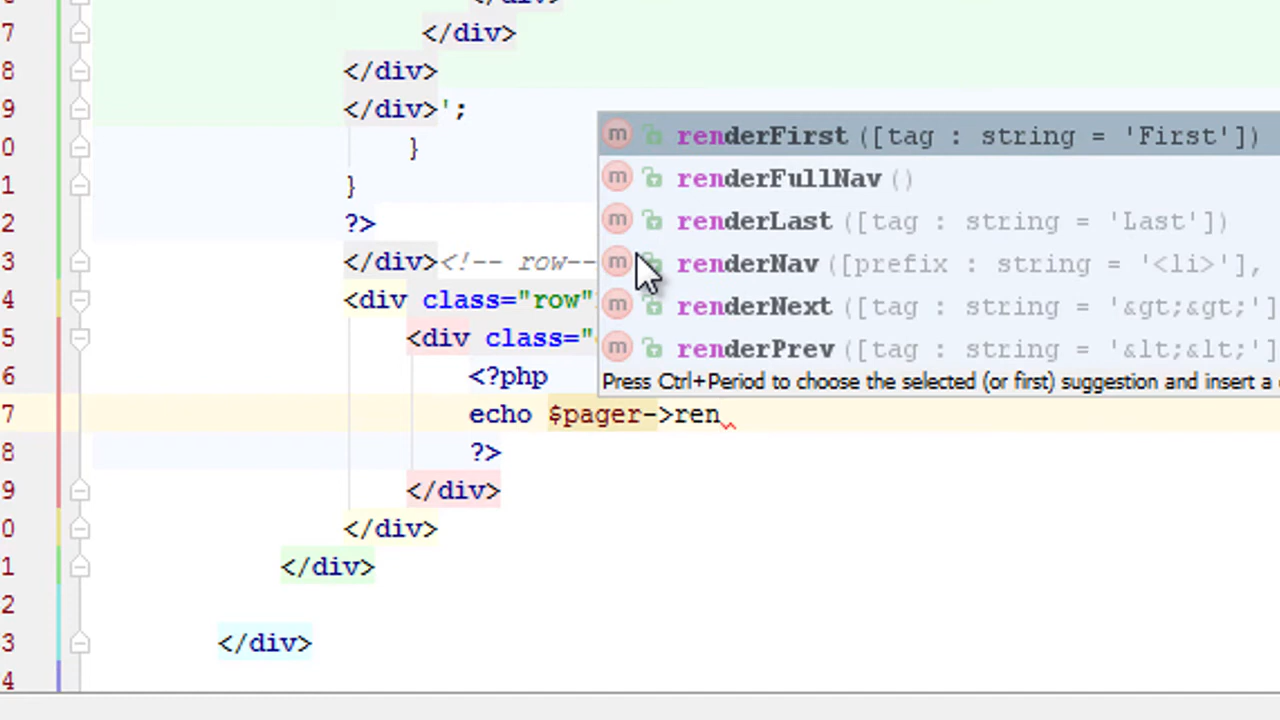 </div>
7 </div>
8 </div>
9 </div>';
0 }
1 }
2 ?>
3 </div><!-- row--
4 <div class="row"
5 <div class="
6 <?php
7 echo $pager->ren
8 ?>
9 </div>
0 </div>
1 </div>
2
3 </div>
4
m renderFirst([tag : string = 'First'])
m renderFullNav()
m renderLast([tag : string = 'Last'])
m renderNav([prefix : string = '<li>'],
m renderNext([tag : string = '&gt;&gt;']
m renderPrev([tag : string = '&lt;&lt;']
Press Ctrl+Period to choose the selected (or first) suggestion and insert a